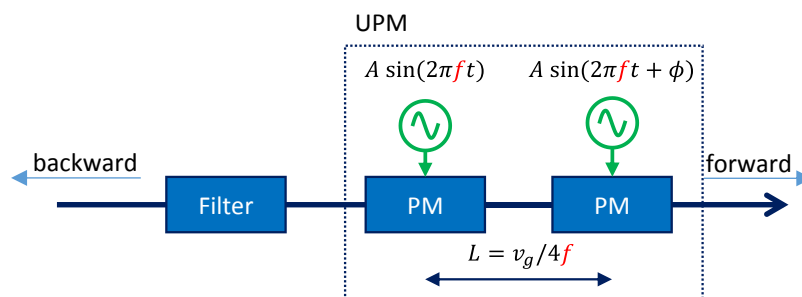 UPM
A sin(2πft)
A sin(2πft + ϕ)
backward
forward
Filter
PM
PM
L = v_g/4f